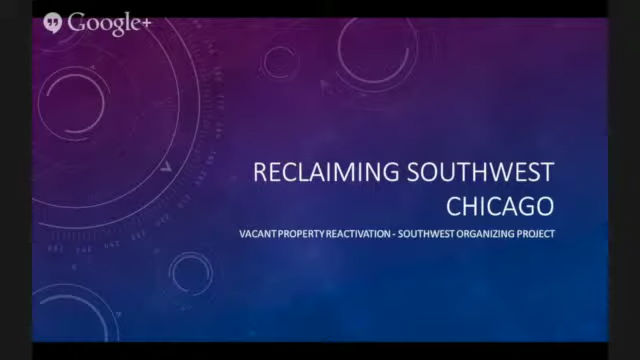 Google+
RECLAIMING SOUTHWEST
CHICAGO
VACANT PROPERTY REACTIVATION - SOUTHWEST ORGANIZING PROJECT